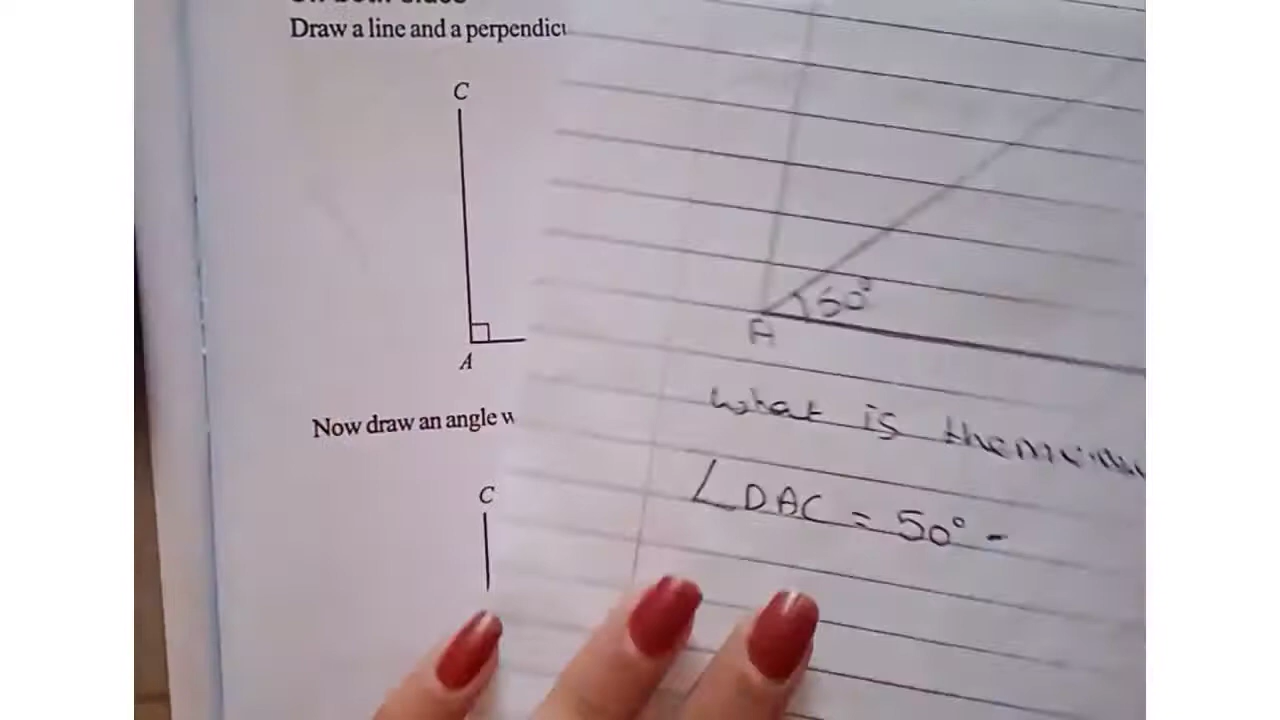 Draw a line and a perpendicu
C
A
Now draw an angle w
C
60°
A
what is the
∠DAC = 50° -